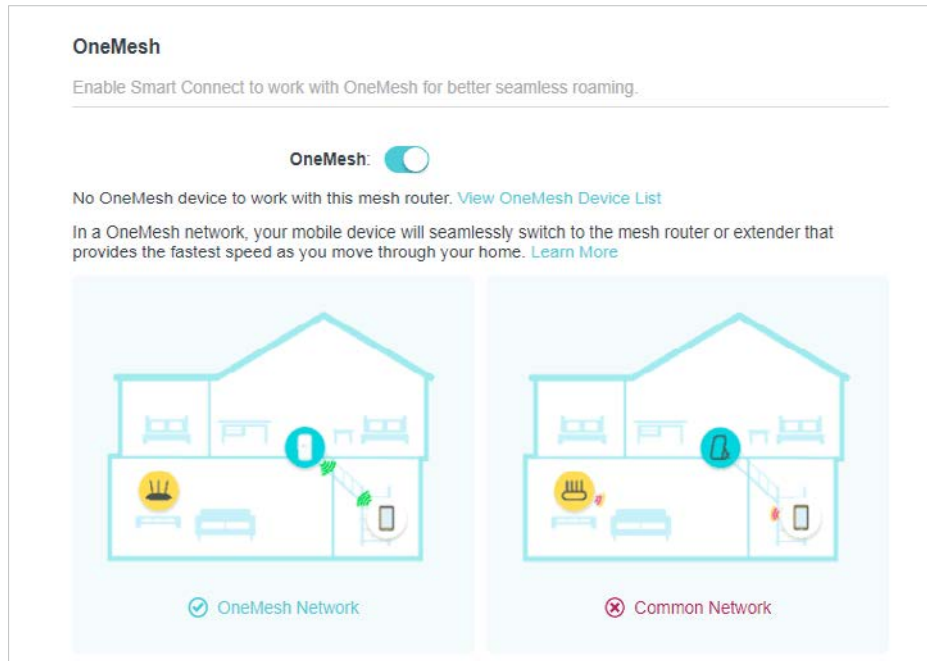 OneMesh
Enable Smart Connect to work with OneMesh for better seamless roaming.
OneMesh:
No OneMesh device to work with this mesh router. View OneMesh Device List
In a OneMesh network, your mobile device will seamlessly switch to the mesh router or extender that
provides the fastest speed as you move through your home. Learn More
OneMesh Network
Common Network